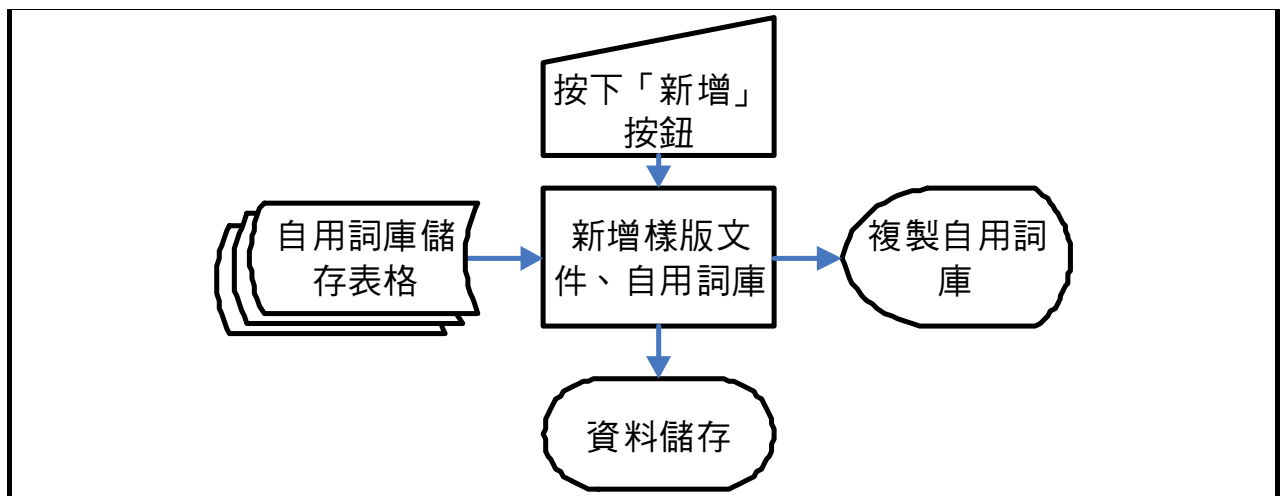 按下「新增」
按鈕
自用詞庫儲
存表格
新增樣版文
件、自用詞庫
複製自用詞
庫
資料儲存